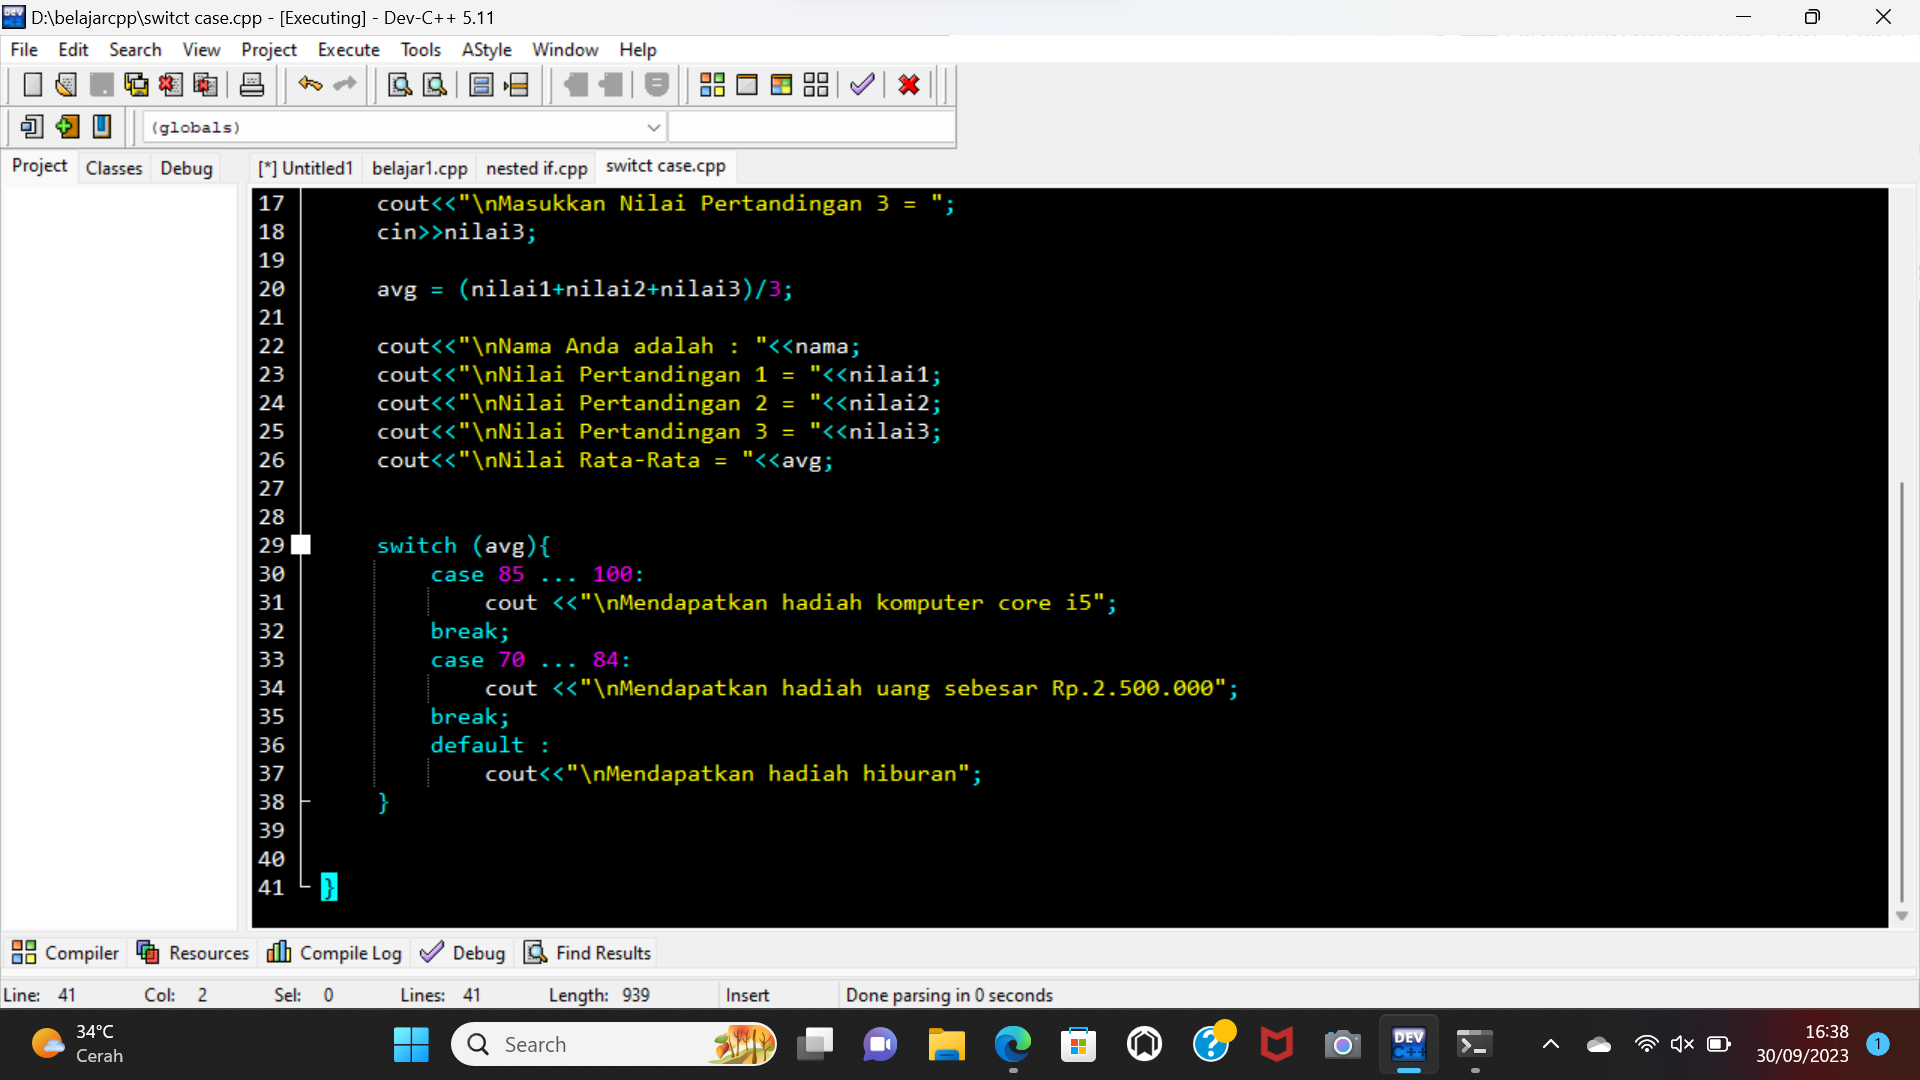 D:\belajarcpp\switct case.cpp - [Executing] - Dev-C++ 5.11
File Edit Search View Project Execute Tools AStyle Window Help
(globals)
Project Classes Debug [*] Untitled1 belajar1.cpp nested if.cpp switct case.cpp
17 cout<<"\nMasukkan Nilai Pertandingan 3 = ";
18 cin>>nilai3;
19
20 avg = (nilai1+nilai2+nilai3)/3;
21
22 cout<<"\nNama Anda adalah : "<<nama;
23 cout<<"\nNilai Pertandingan 1 = "<<nilai1;
24 cout<<"\nNilai Pertandingan 2 = "<<nilai2;
25 cout<<"\nNilai Pertandingan 3 = "<<nilai3;
26 cout<<"\nNilai Rata-Rata = "<<avg;
27
28
29 switch (avg){
30 case 85 ... 100:
31 cout <<"\nMendapatkan hadiah komputer core i5";
32 break;
33 case 70 ... 84:
34 cout <<"\nMendapatkan hadiah uang sebesar Rp.2.500.000";
35 break;
36 default :
37 cout<<"\nMendapatkan hadiah hiburan";
38 }
39
40
41 }
Compiler Resources Compile Log Debug Find Results
Line: 41 Col: 2 Sel: 0 Lines: 41 Length: 939 Insert Done parsing in 0 seconds
34°C
Cerah
Search
DEV
C++
16:38
30/09/2023
1